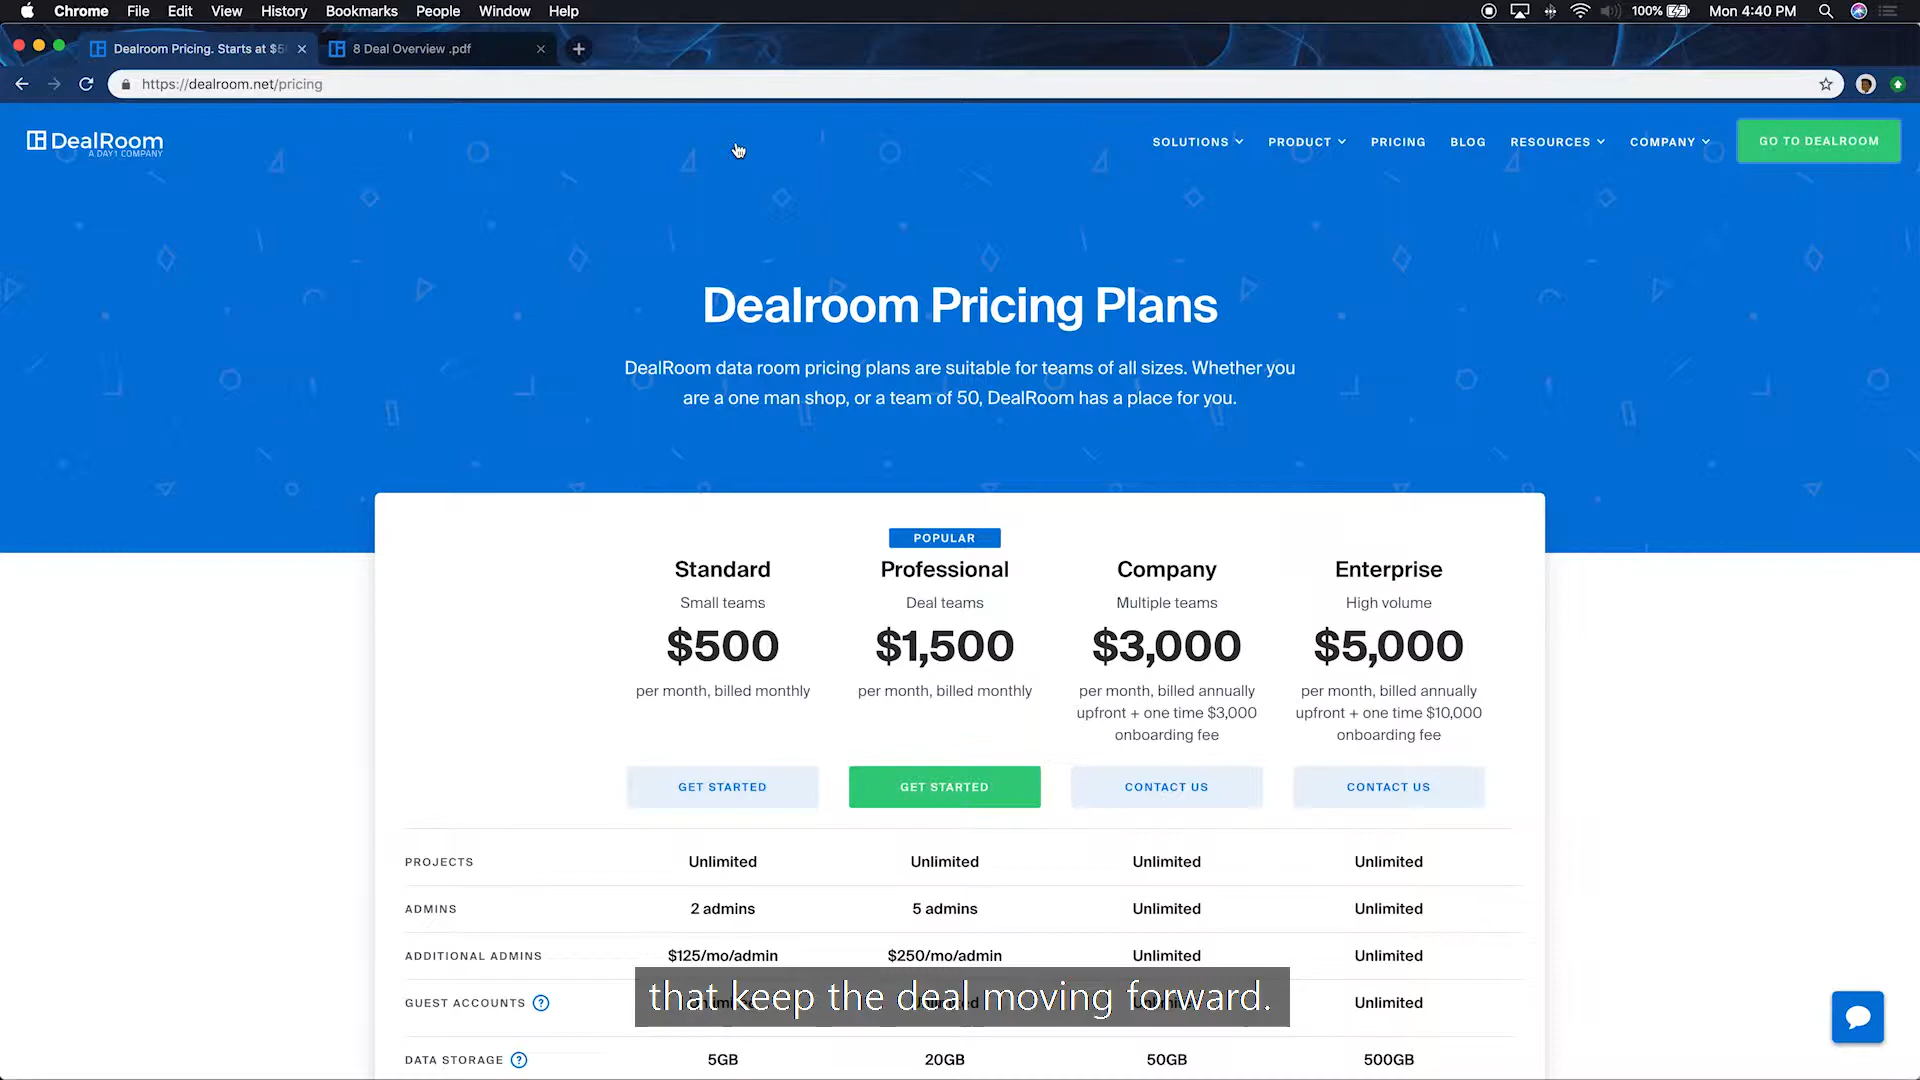 Chrome File Edit View History Bookmarks People Window Help
100% Mon 4:40 PM
Dealroom Pricing. Starts at $5
8 Deal Overview .pdf
https://dealroom.net/pricing
DealRoom
A DAY1 COMPANY
SOLUTIONS PRODUCT PRICING BLOG RESOURCES COMPANY GO TO DEALROOM
Dealroom Pricing Plans
DealRoom data room pricing plans are suitable for teams of all sizes. Whether you
are a one man shop, or a team of 50, DealRoom has a place for you.
POPULAR
Standard Professional Company Enterprise
Small teams Deal teams Multiple teams High volume
$500 $1,500 $3,000 $5,000
per month, billed monthly per month, billed monthly per month, billed annually per month, billed annually
upfront + one time $3,000 upfront + one time $10,000
onboarding fee onboarding fee
GET STARTED GET STARTED CONTACT US CONTACT US
PROJECTS Unlimited Unlimited Unlimited Unlimited
ADMINS 2 admins 5 admins Unlimited Unlimited
ADDITIONAL ADMINS $125/mo/admin $250/mo/admin Unlimited Unlimited
GUEST ACCOUNTS ? Unlimited
that keep the deal moving forward.
DATA STORAGE ? 5GB 20GB 50GB 500GB